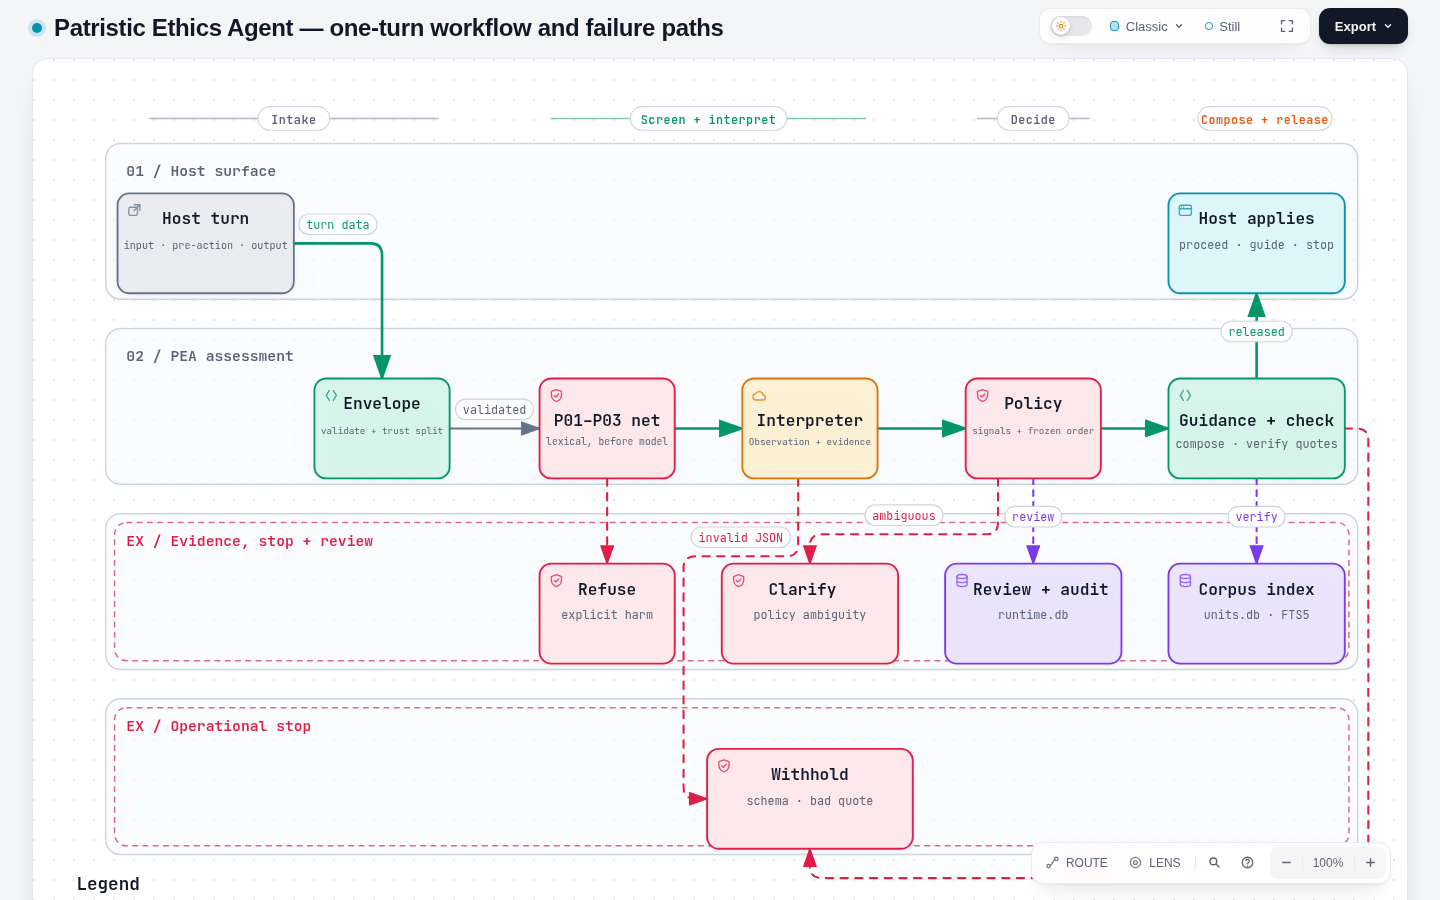 Patristic Ethics Agent — one-turn workflow and failure paths
Classic
Still
Export
Intake
Screen + interpret
Decide
Compose + release
01 / Host surface
Host turn
input · pre-action · output
turn data
Host applies
proceed · guide · stop
released
02 / PEA assessment
Envelope
validate + trust split
validated
P01–P03 net
lexical, before model
Interpreter
Observation + evidence
Policy
signals + frozen order
Guidance + check
compose · verify quotes
ambiguous
review
verify
invalid JSON
EX / Evidence, stop + review
Refuse
explicit harm
Clarify
policy ambiguity
Review + audit
runtime.db
Corpus index
units.db · FTS5
EX / Operational stop
Withhold
schema · bad quote
ROUTE
LENS
100%
Legend